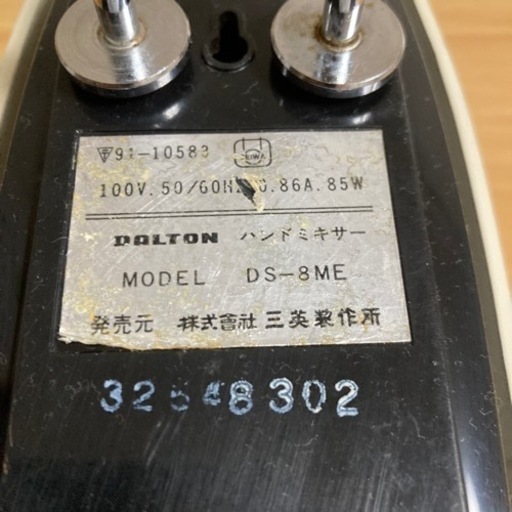 〒91-10583 EIWA
100V.50/60Hz 0.86A.85W
DALTON ハンドミキサー
MODEL DS-8ME
発売元 株式會社 三英製作所
32548302